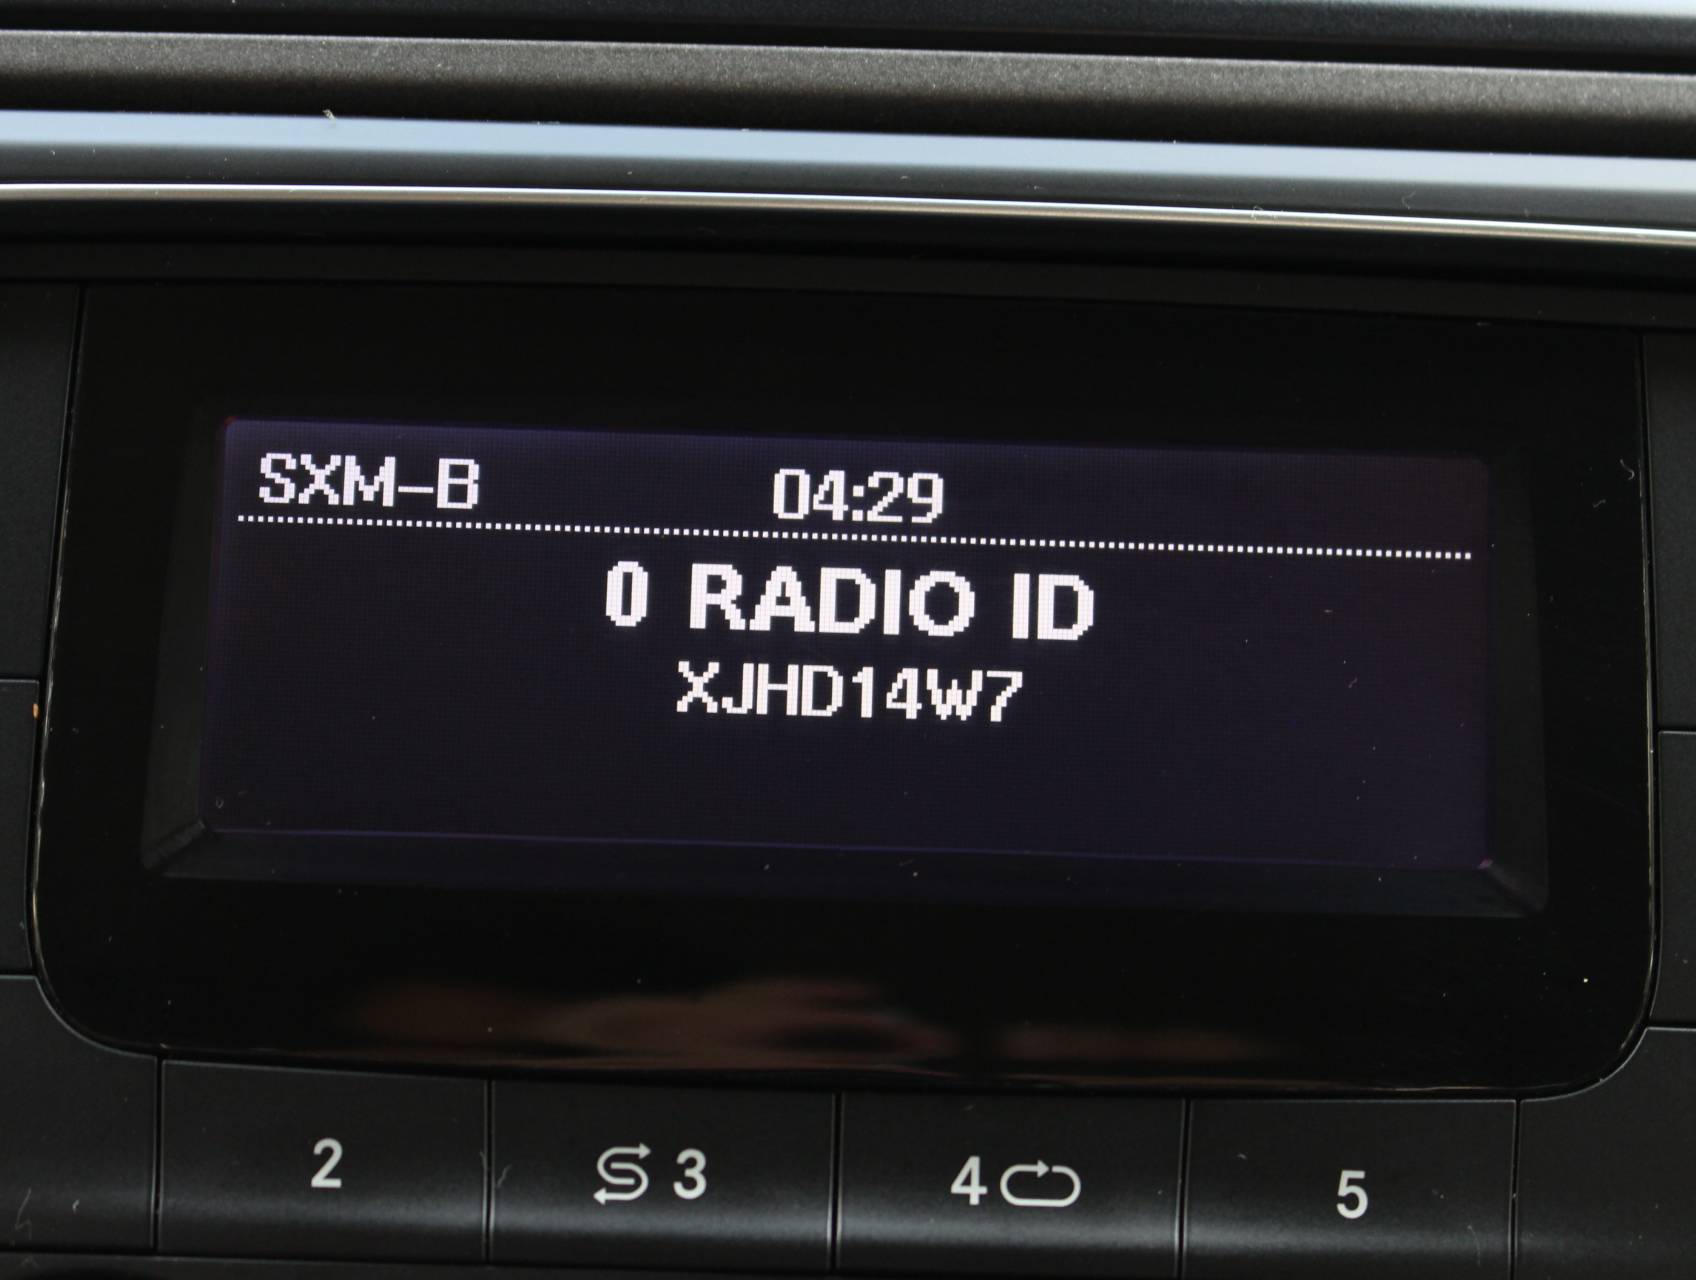 SXM-B 04:29
0 RADIO ID
XJHD14W7
2 3 4 5